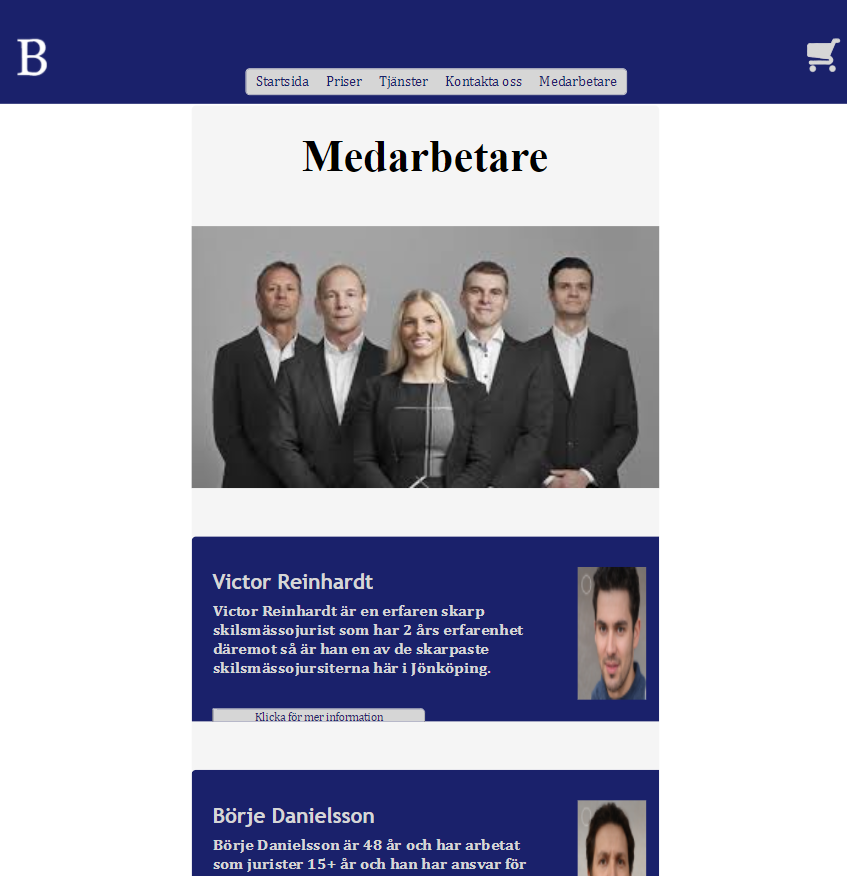 B
Startsida Priser Tjänster Kontakta oss Medarbetare
Medarbetare
Victor Reinhardt
Victor Reinhardt är en erfaren skarp
skilsmässojurist som har 2 års erfarenhet
däremot så är han en av de skarpaste
skilsmässojursiterna här i Jönköping.
Klicka för mer information
Börje Danielsson
Börje Danielsson är 48 år och har arbetat
som jurister 15+ år och han har ansvar för